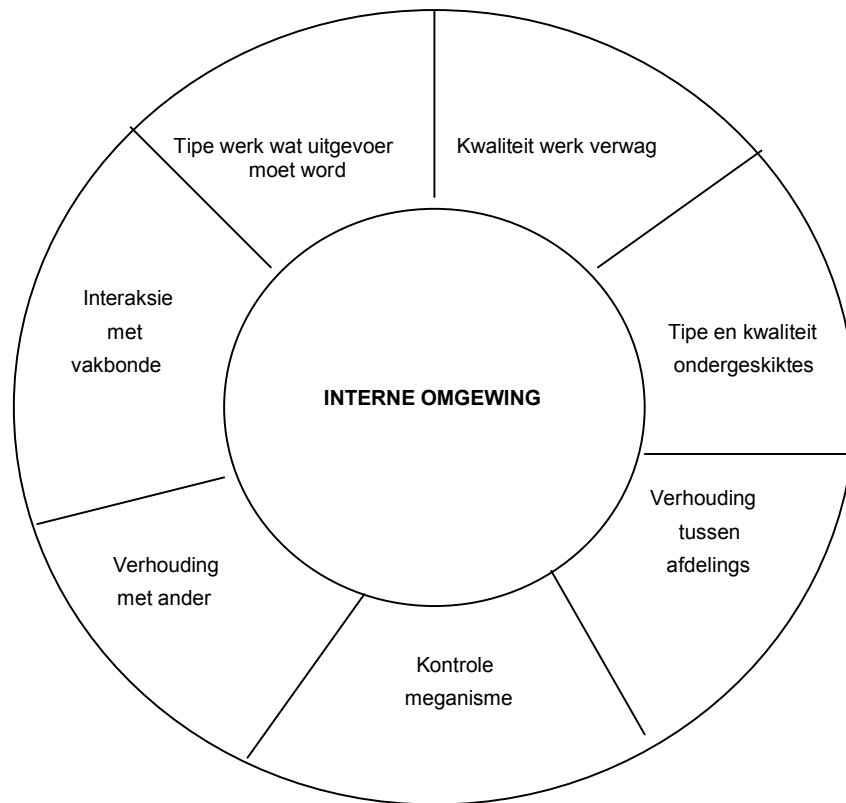 Tipe werk wat uitgevoer
moet word
Kwaliteit werk verwag
Interaksie
met
vakbonde
Tipe en kwaliteit
ondergeskiktes
INTERNE OMGEWING
Verhouding
tussen
afdelings
Verhouding
met ander
Kontrole
meganisme